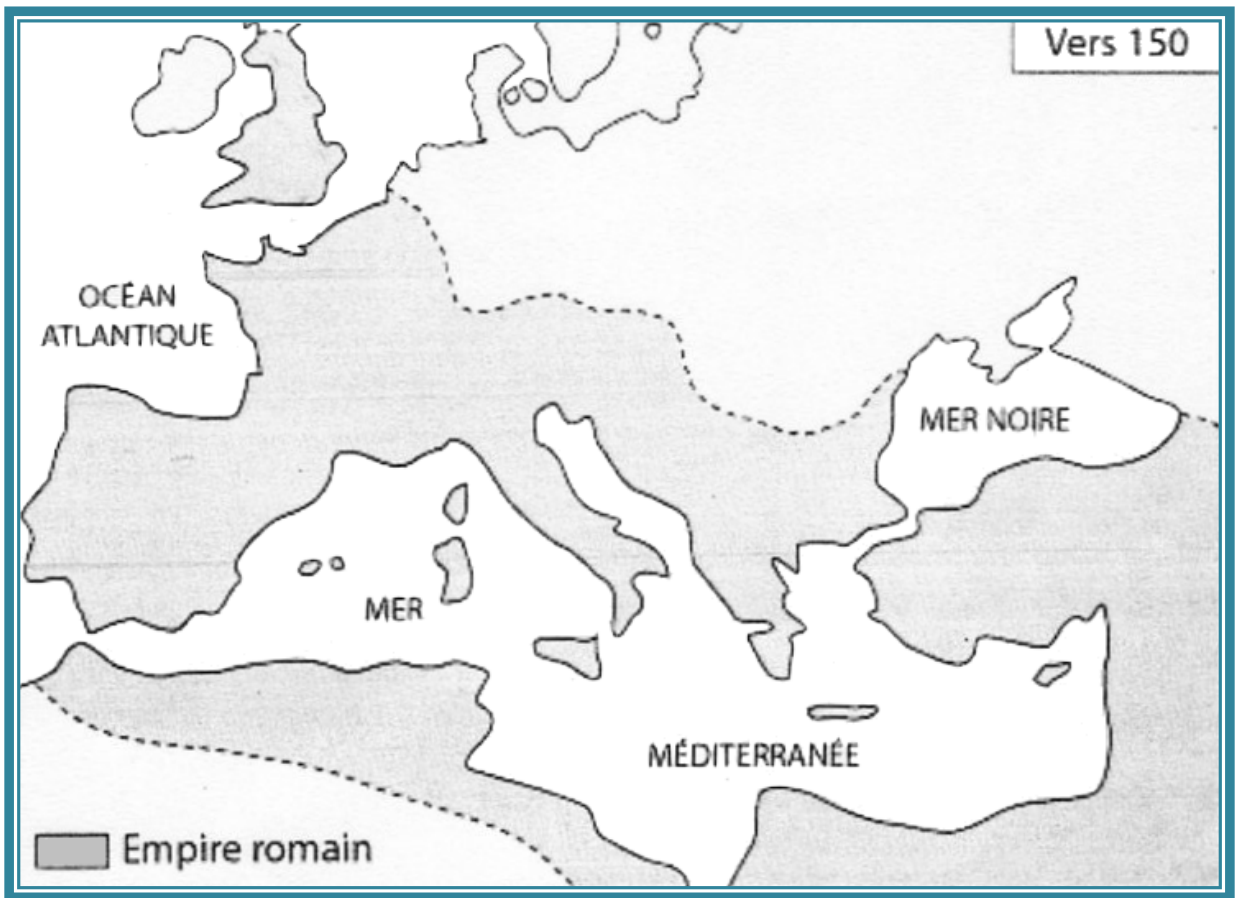 Vers 150
OCÉAN
ATLANTIQUE
MER NOIRE
MER
MÉDITERRANÉE
Empire romain